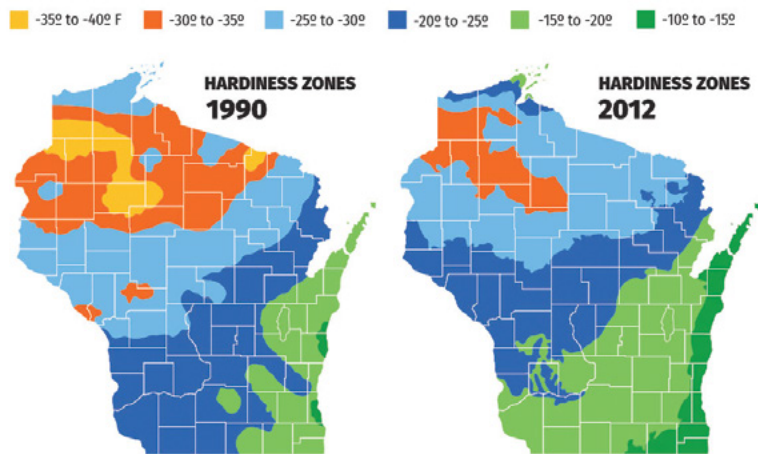 -35º to -40º F -30º to -35º -25º to -30º -20º to -25º -15º to -20º -10º to -15º
HARDINESS ZONES
1990
HARDINESS ZONES
2012